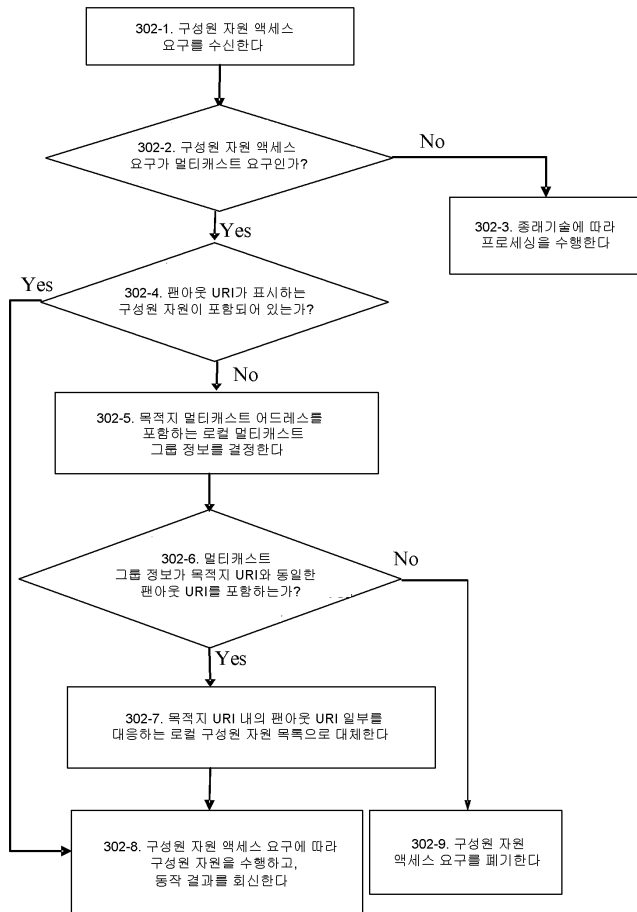 302-1. 구성원 자원 액세스
요구를 수신한다
302-2. 구성원 자원 액세스
요구가 멀티캐스트 요구인가?
No
302-3. 종래기술에 따라
프로세싱을 수행한다
Yes
Yes
302-4. 팬아웃 URI가 표시하는
구성원 자원이 포함되어 있는가?
No
302-5. 목적지 멀티캐스트 어드레스를
포함하는 로컬 멀티캐스트
그룹 정보를 결정한다
302-6. 멀티캐스트
그룹 정보가 목적지 URI와 동일한
팬아웃 URI를 포함하는가?
No
Yes
302-7. 목적지 URI 내의 팬아웃 URI 일부를
대응하는 로컬 구성원 자원 목록으로 대체한다
302-8. 구성원 자원 액세스 요구에 따라
구성원 자원을 수행하고,
동작 결과를 회신한다
302-9. 구성원 자원
액세스 요구를 폐기한다